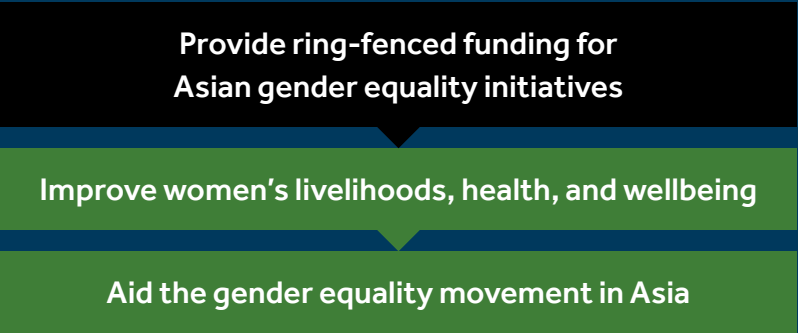 Provide ring-fenced funding for
Asian gender equality initiatives
Improve women's livelihoods, health, and wellbeing
Aid the gender equality movement in Asia